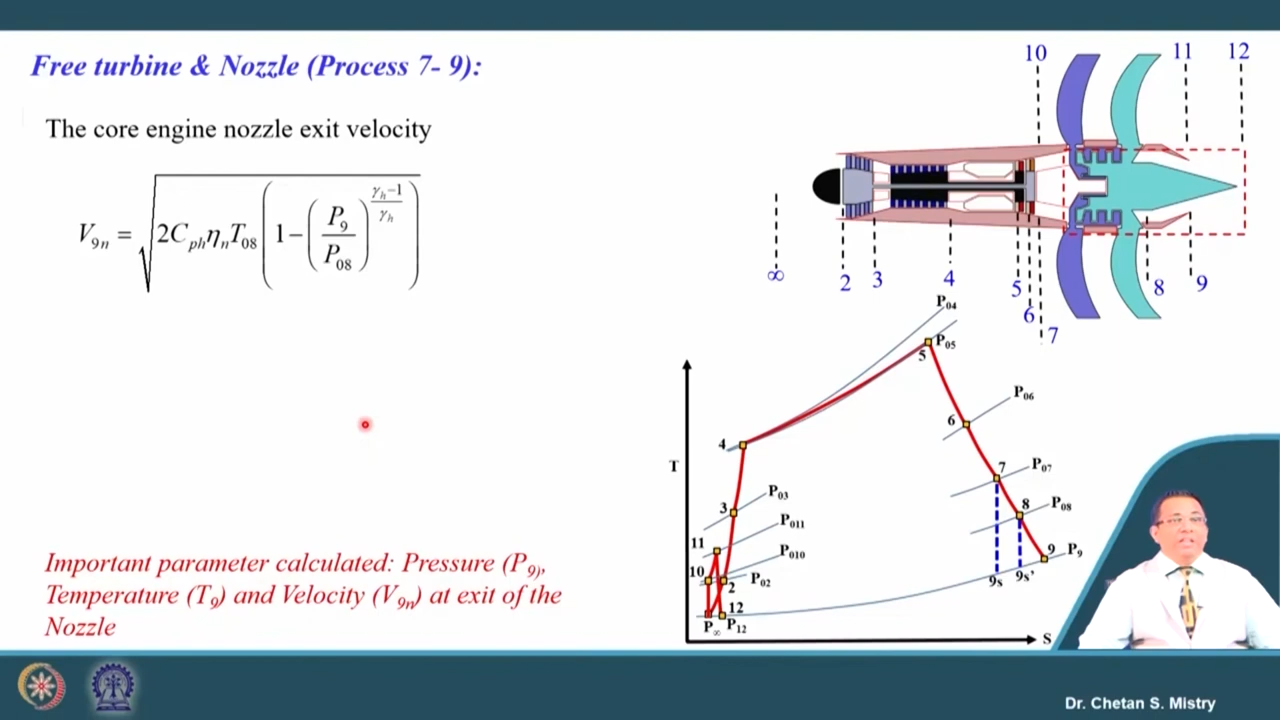 Free turbine & Nozzle (Process 7- 9):
The core engine nozzle exit velocity
V9n = √(2CphηnT08(1−(P9/P08)^((γh−1)/γh)))
Important parameter calculated: Pressure (P9),
Temperature (T9) and Velocity (V9n) at exit of the
Nozzle
10
11
12
∞
2
3
4
5
6
7
8
9
P04
P05
5
P06
6
4
T
7
P07
P03
3
8
P08
P011
11
9
P9
P010
10
P02
2
9s
9s'
12
P∞
P12
S
Dr. Chetan S. Mistry